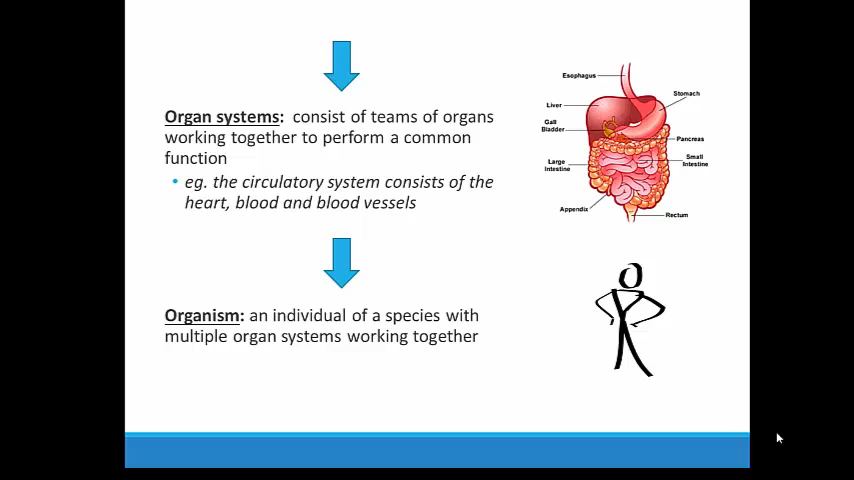 Organ systems: consist of teams of organs
working together to perform a common
function
• eg. the circulatory system consists of the
heart, blood and blood vessels
Organism: an individual of a species with
multiple organ systems working together
Esophagus
Stomach
Liver
Gall
Bladder
Pancreas
Large
Intestine
Small
Intestine
Appendix
Rectum